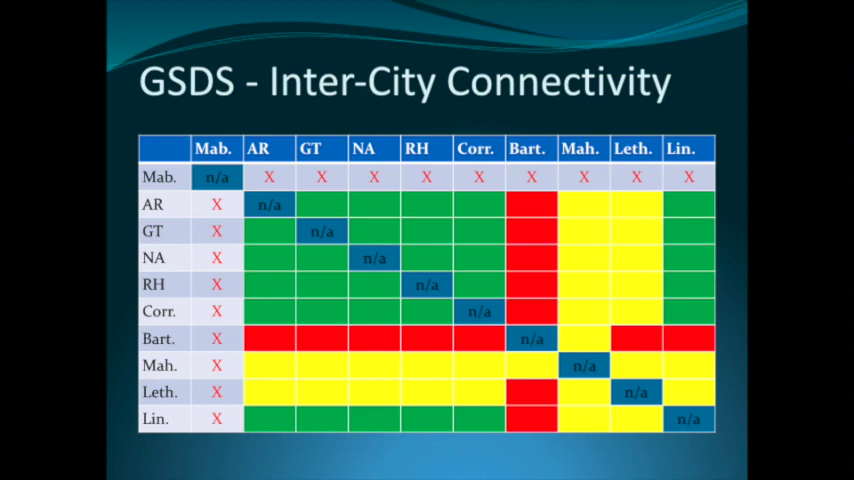 GSDS - Inter-City Connectivity
Mab. AR GT NA RH Corr. Bart. Mah. Leth. Lin.
Mab. n/a X X X X X X X X X
AR X n/a
GT X n/a
NA X n/a
RH X n/a
Corr. X n/a
Bart. X n/a
Mah. X n/a
Leth. X n/a
Lin. X n/a